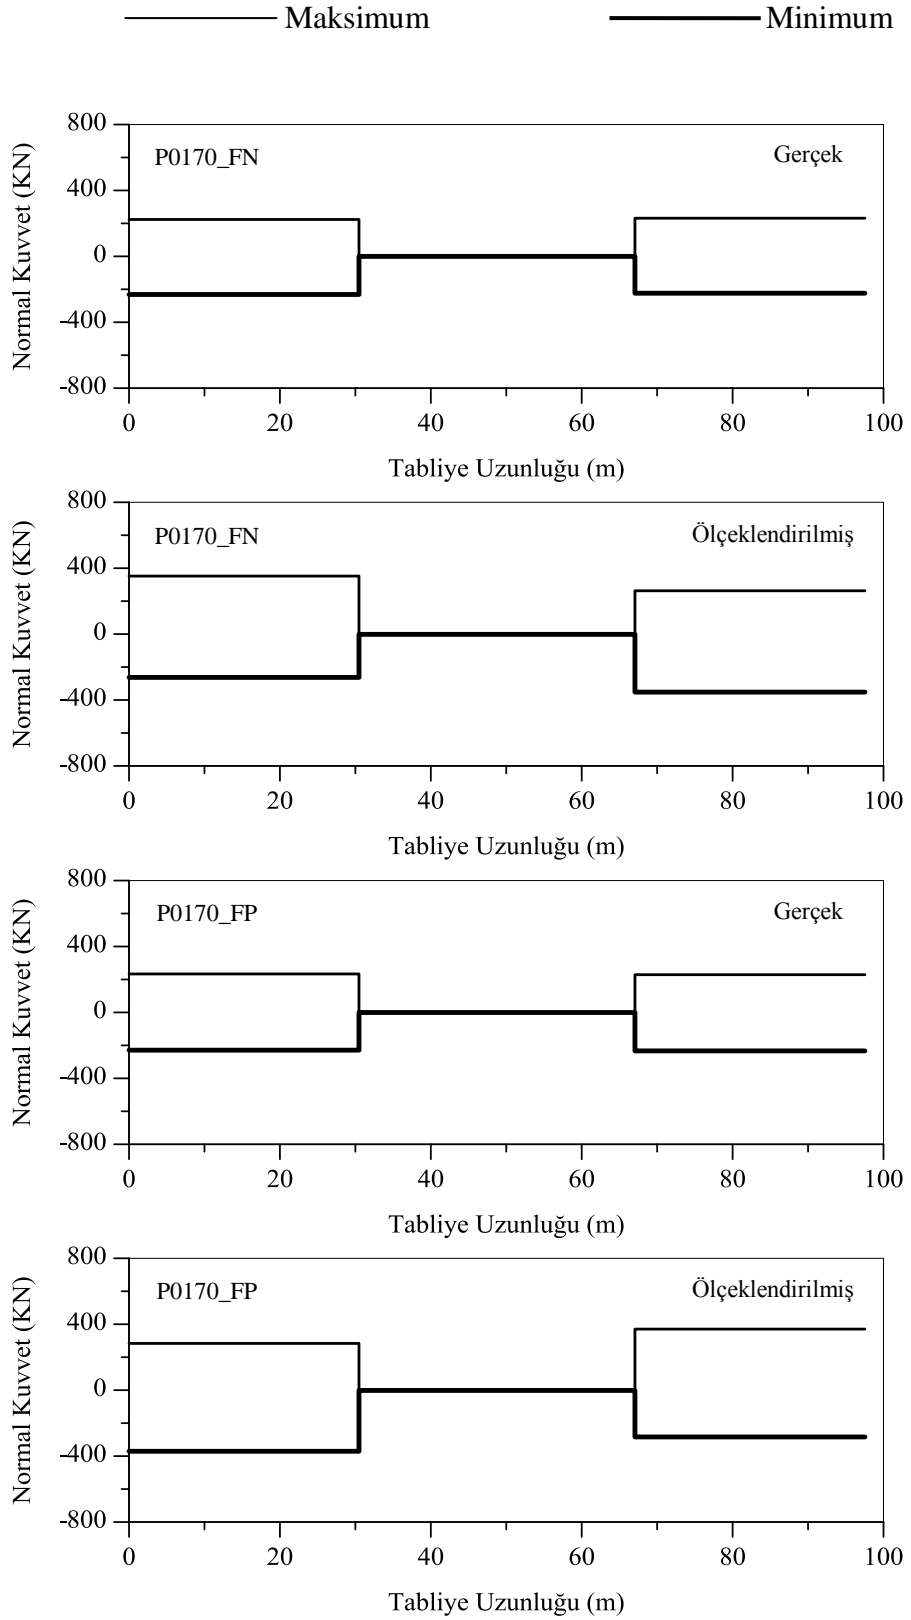 Maksimum Minimum
800
400
0
-400
-800
Normal Kuvvet (KN)
P0170_FN Gerçek
0 20 40 60 80 100
Tabliye Uzunluğu (m)
800
400
0
-400
-800
Normal Kuvvet (KN)
P0170_FN Ölçeklendirilmiş
0 20 40 60 80 100
Tabliye Uzunluğu (m)
800
400
0
-400
-800
Normal Kuvvet (KN)
P0170_FP Gerçek
0 20 40 60 80 100
Tabliye Uzunluğu (m)
800
400
0
-400
-800
Normal Kuvvet (KN)
P0170_FP Ölçeklendirilmiş
0 20 40 60 80 100
Tabliye Uzunluğu (m)